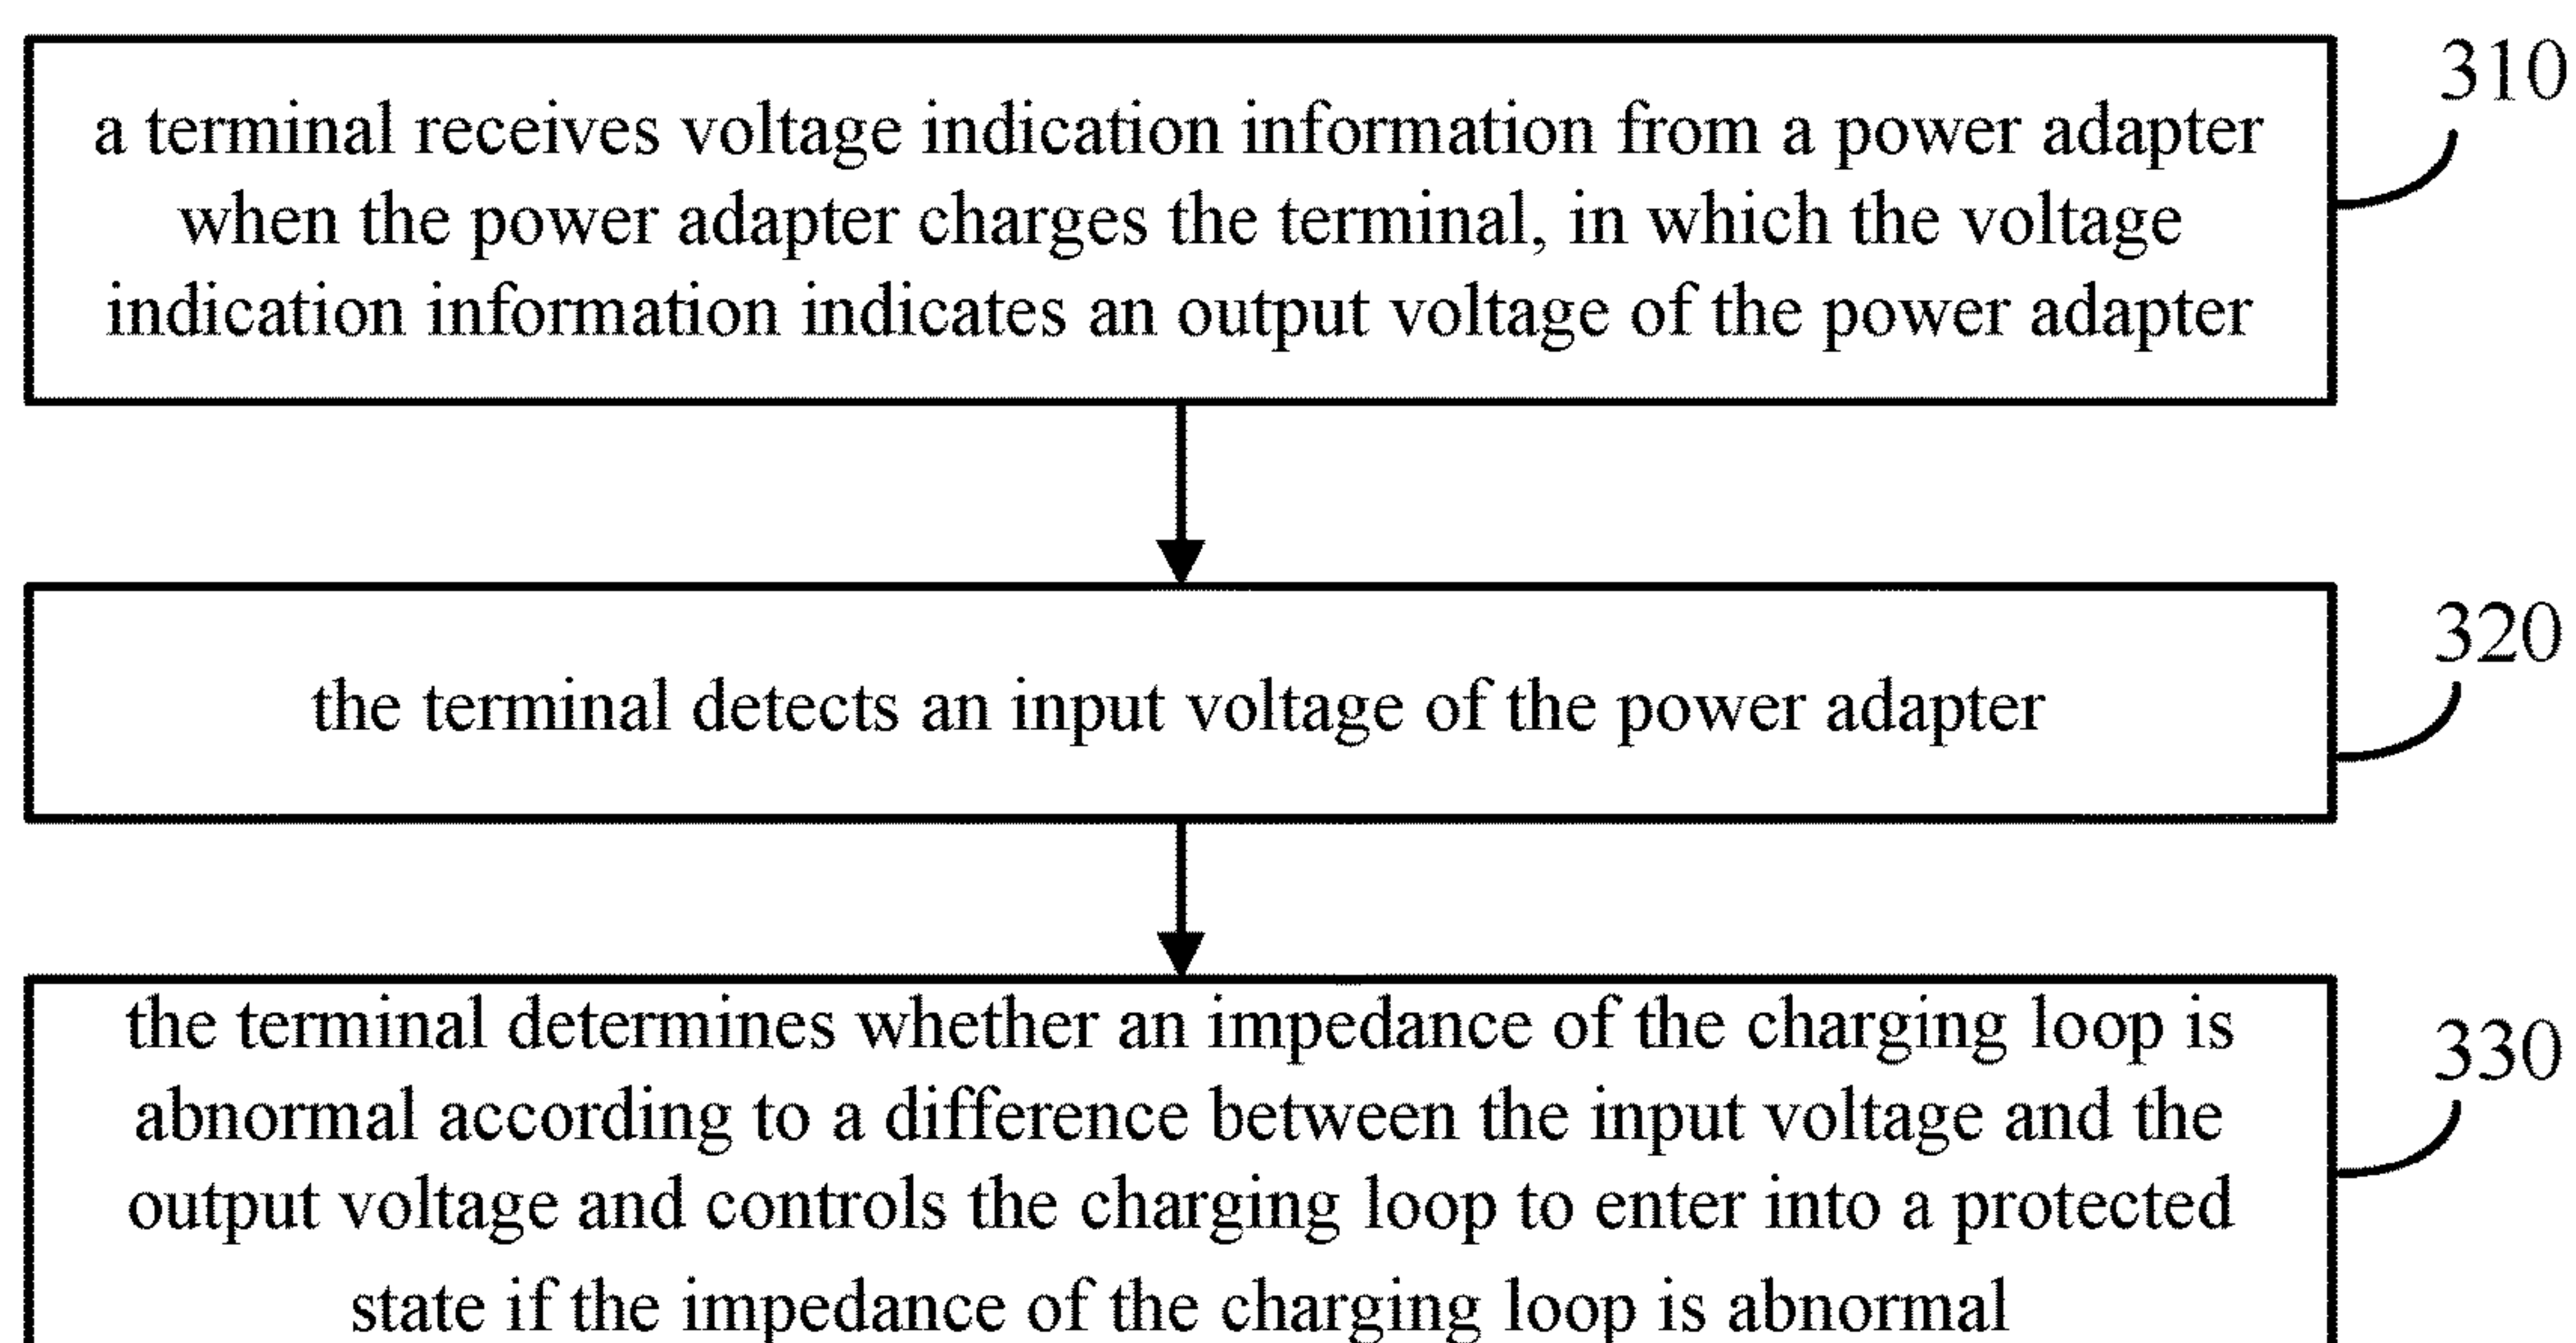 310
a terminal receives voltage indication information from a power adapter
when the power adapter charges the terminal, in which the voltage
indication information indicates an output voltage of the power adapter
320
the terminal detects an input voltage of the power adapter
330
the terminal determines whether an impedance of the charging loop is
abnormal according to a difference between the input voltage and the
output voltage and controls the charging loop to enter into a protected
state if the impedance of the charging loop is abnormal